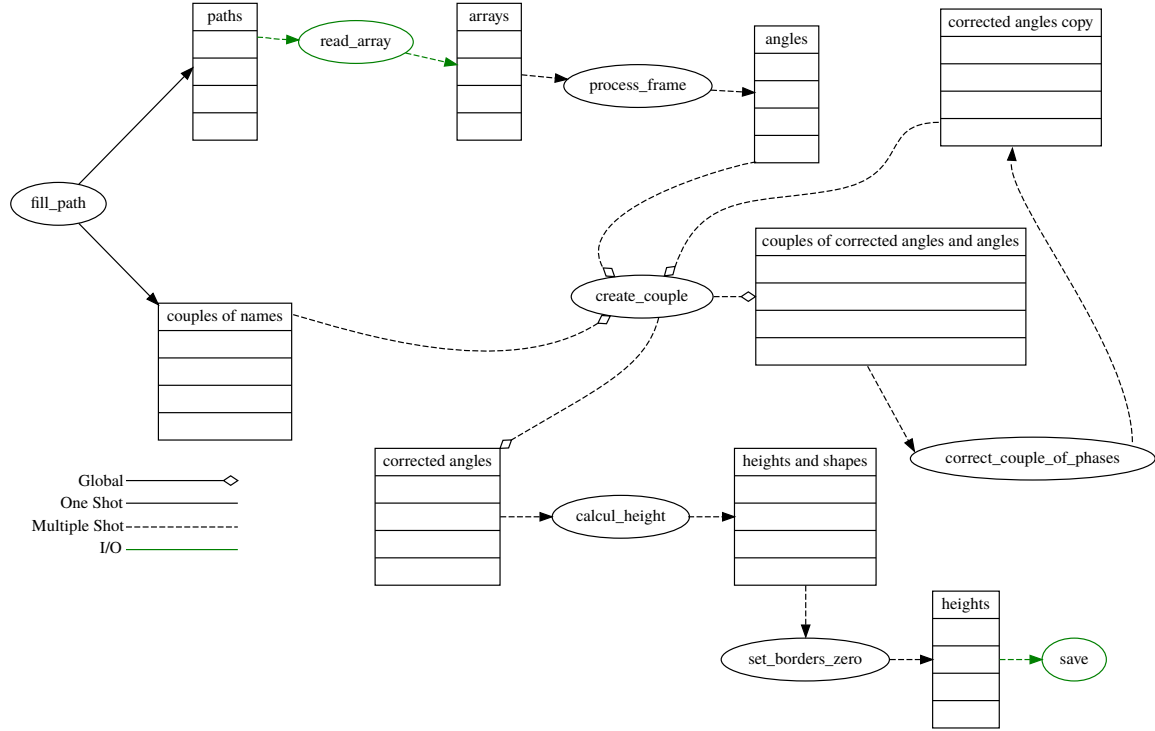 paths
arrays
corrected angles copy
read_array
angles
process_frame
fill_path
couples of corrected angles and angles
create_couple
couples of names
corrected angles
heights and shapes
correct_couple_of_phases
Global
One Shot
calcul_height
Multiple Shot
I/O
heights
set_borders_zero
save